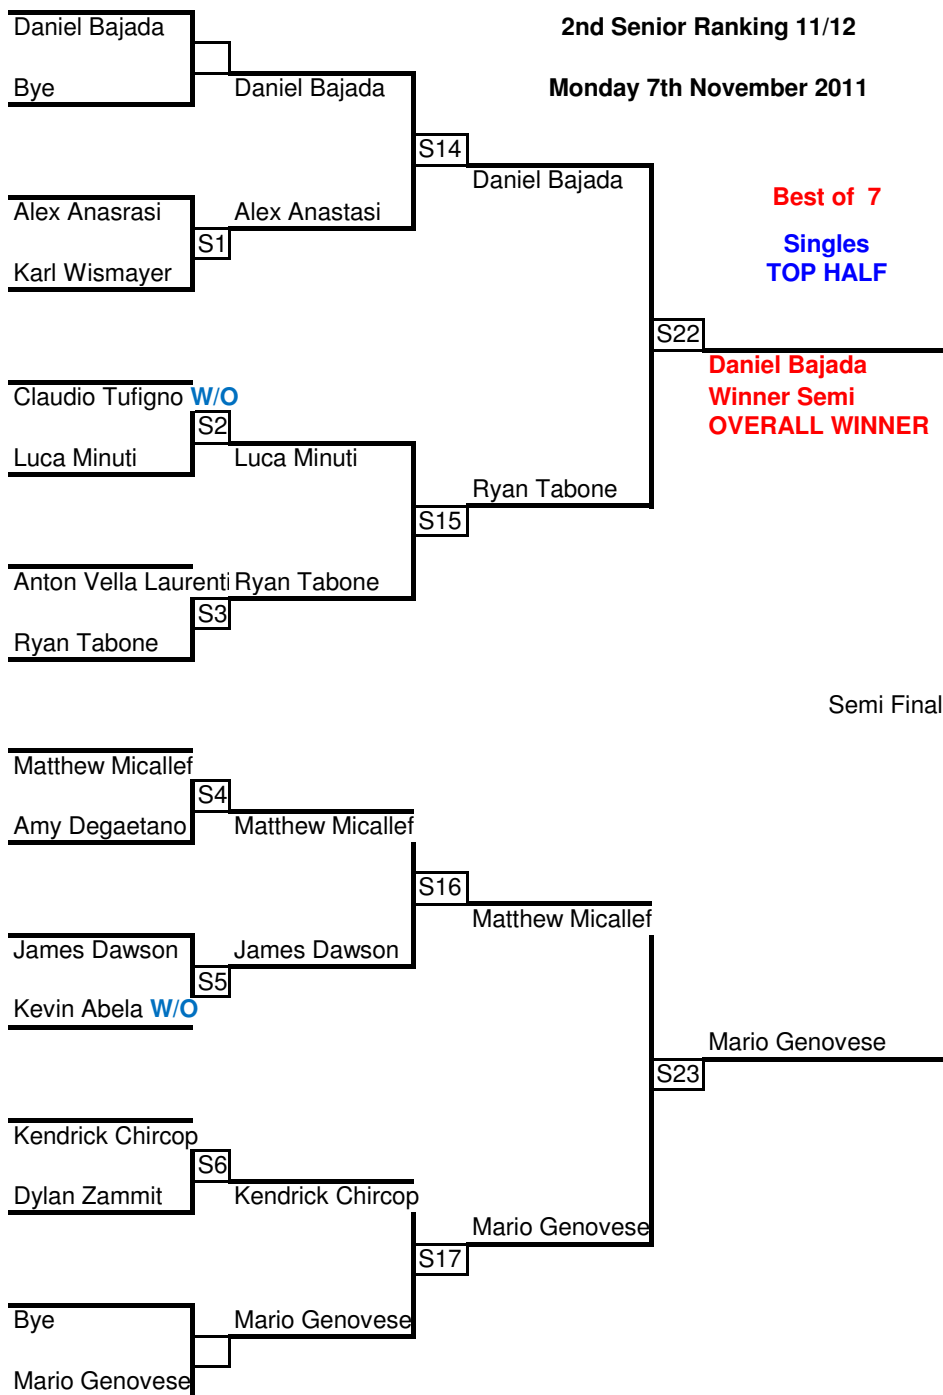 Daniel Bajada
2nd Senior Ranking 11/12
Bye
Daniel Bajada
Monday 7th November 2011
S14
Daniel Bajada
Best of 7
Alex Anasrasi
Alex Anastasi
S1
Singles
Karl Wismayer
TOP HALF
S22
Daniel Bajada
Claudio Tufigno W/O
Winner Semi
S2
OVERALL WINNER
Luca Minuti
Luca Minuti
Ryan Tabone
S15
Anton Vella Laurenti
Ryan Tabone
S3
Ryan Tabone
Semi Final
Matthew Micallef
S4
Amy Degaetano
Matthew Micallef
S16
Matthew Micallef
James Dawson
James Dawson
S5
Kevin Abela W/O
Mario Genovese
S23
Kendrick Chircop
S6
Dylan Zammit
Kendrick Chircop
Mario Genovese
S17
Bye
Mario Genovese
Mario Genovese